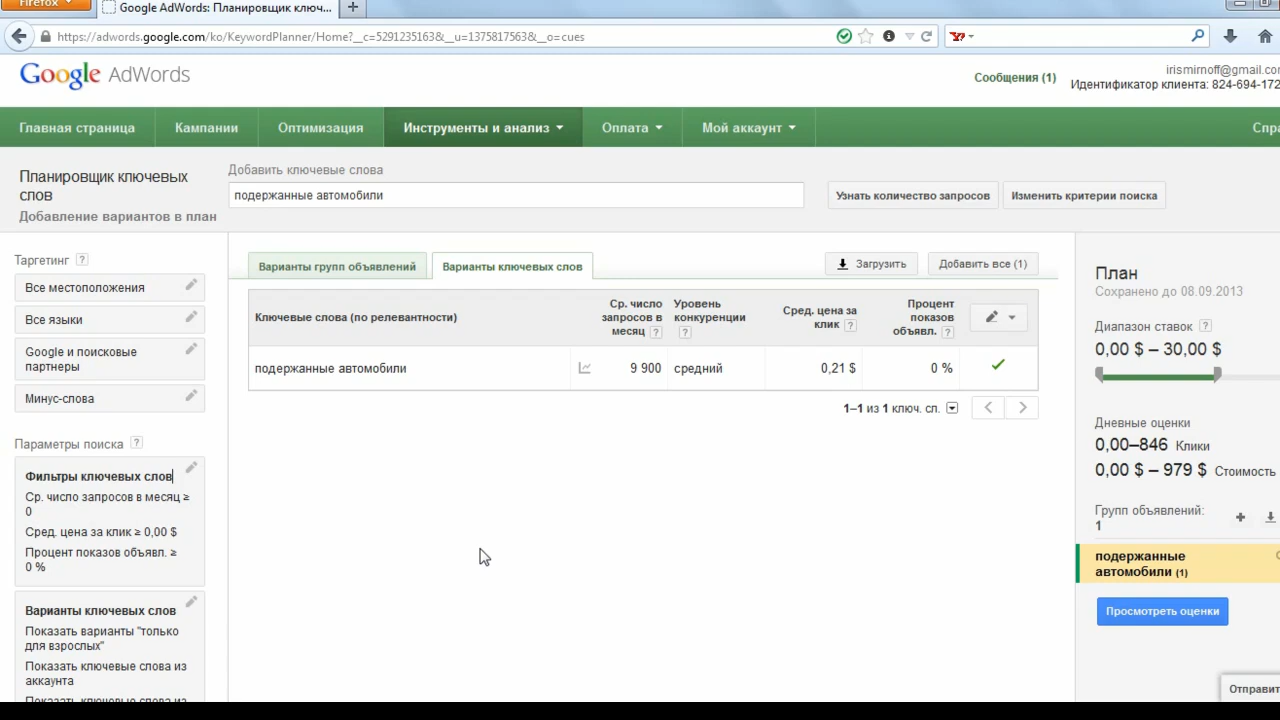 Firefox
Google AdWords: Планировщик ключ...
https://adwords.google.com/ko/KeywordPlanner/Home?__c=5291235163&__u=1375817563&__o=cues
Google AdWords
Сообщения (1)
irismirnoff@gmail.com
Идентификатор клиента: 824-694-172
Главная страница
Кампании
Оптимизация
Инструменты и анализ
Оплата
Мой аккаунт
Спра
Планировщик ключевых
слов
Добавление вариантов в план
Добавить ключевые слова
подержанные автомобили
Узнать количество запросов
Изменить критерии поиска
Таргетинг ?
Все местоположения
Все языки
Google и поисковые
партнеры
Минус-слова
Параметры поиска ?
Фильтры ключевых слов
Ср. число запросов в месяц ≥
0
Сред. цена за клик ≥ 0,00 $
Процент показов объявл. ≥
0 %
Варианты ключевых слов
Показать варианты "только
для взрослых"
Показать ключевые слова из
аккаунта
Показать ключевые слова из
Варианты групп объявлений
Варианты ключевых слов
Загрузить
Добавить все (1)
Ключевые слова (по релевантности)
Ср. число
запросов в
месяц ?
Уровень
конкуренции
?
Сред. цена за
клик ?
Процент
показов
объявл. ?
подержанные автомобили
9 900
средний
0,21 $
0 %
1–1 из 1 ключ. сл.
План
Сохранено до 08.09.2013
Диапазон ставок ?
0,00 $ – 30,00 $
Дневные оценки
0,00–846 Клики
0,00 $ – 979 $ Стоимость
Групп объявлений:
1
подержанные
автомобили (1)
Просмотреть оценки
Отправит